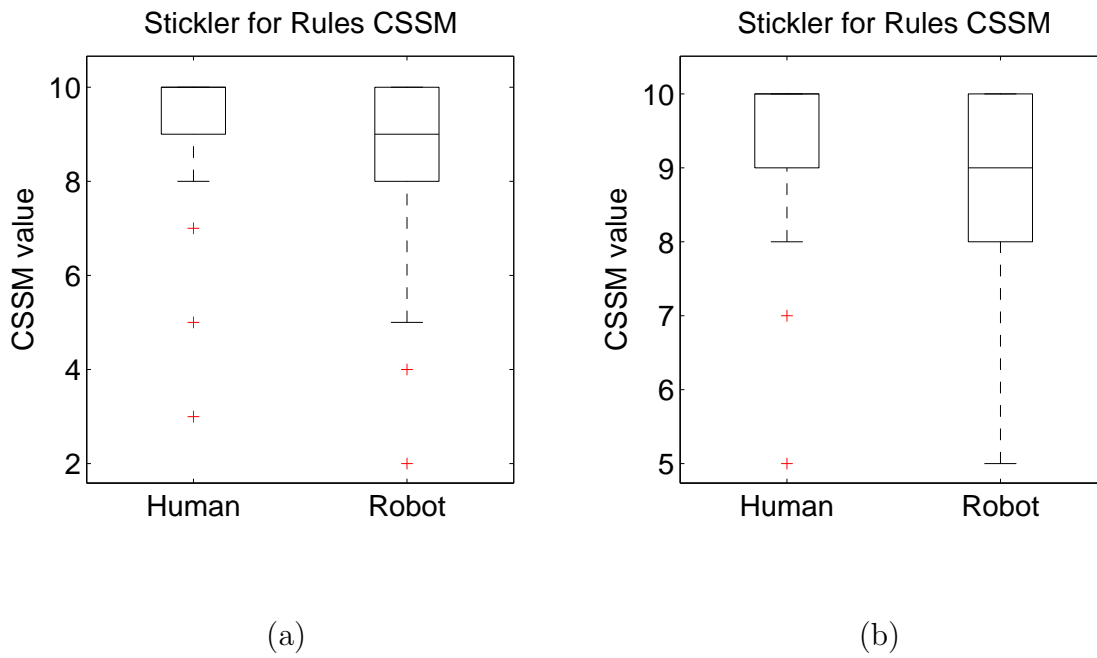 Stickler for Rules CSSM
10
8
6
4
2
CSSM value
Human Robot
(a)
Stickler for Rules CSSM
10
9
8
7
6
5
CSSM value
Human Robot
(b)